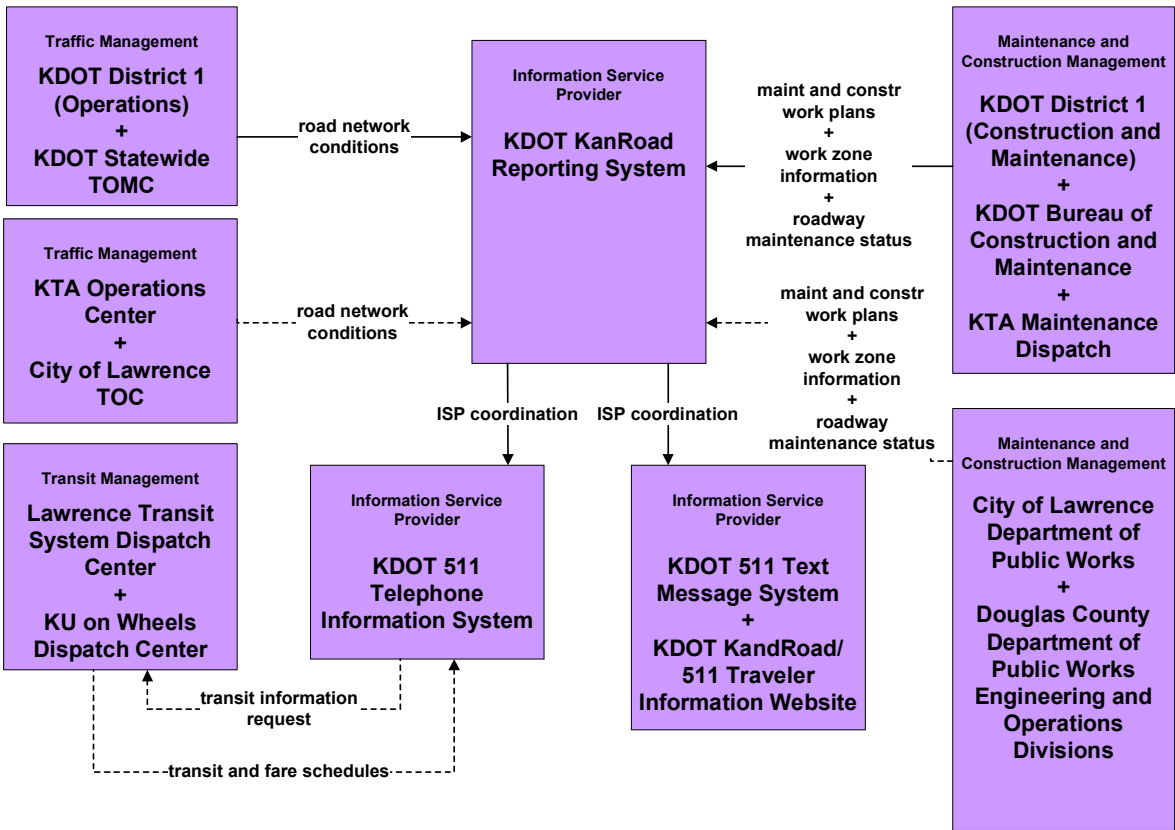 Traffic Management
KDOT District 1
(Operations)
+
KDOT Statewide
TOMC
road network
conditions
Information Service
Provider
KDOT KanRoad
Reporting System
maint and constr
work plans
+
work zone
information
+
roadway
maintenance status
Maintenance and
Construction Management
KDOT District 1
(Construction and
Maintenance)
+
KDOT Bureau of
Construction and
Maintenance
+
KTA Maintenance
Dispatch
Traffic Management
KTA Operations
Center
+
City of Lawrence
TOC
road network
conditions
maint and constr
work plans
+
work zone
information
+
roadway
maintenance status
ISP coordination
ISP coordination
Transit Management
Lawrence Transit
System Dispatch
Center
+
KU on Wheels
Dispatch Center
Information Service
Provider
KDOT 511
Telephone
Information System
Information Service
Provider
KDOT 511 Text
Message System
+
KDOT KandRoad/
511 Traveler
Information Website
Maintenance and
Construction Management
City of Lawrence
Department of
Public Works
+
Douglas County
Department of
Public Works
Engineering and
Operations
Divisions
transit information
request
transit and fare schedules